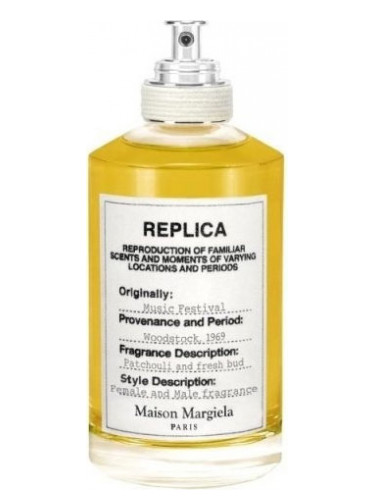 REPLICA
REPRODUCTION OF FAMILIAR
SCENTS AND MOMENTS OF VARYING
LOCATIONS AND PERIODS
Originally:
Music Festival
Provenance and Period:
Woodstock, 1969
Fragrance Description:
Patchouli and fresh bud
Style Description:
Female and Male fragrance
Maison Margiela
PARIS